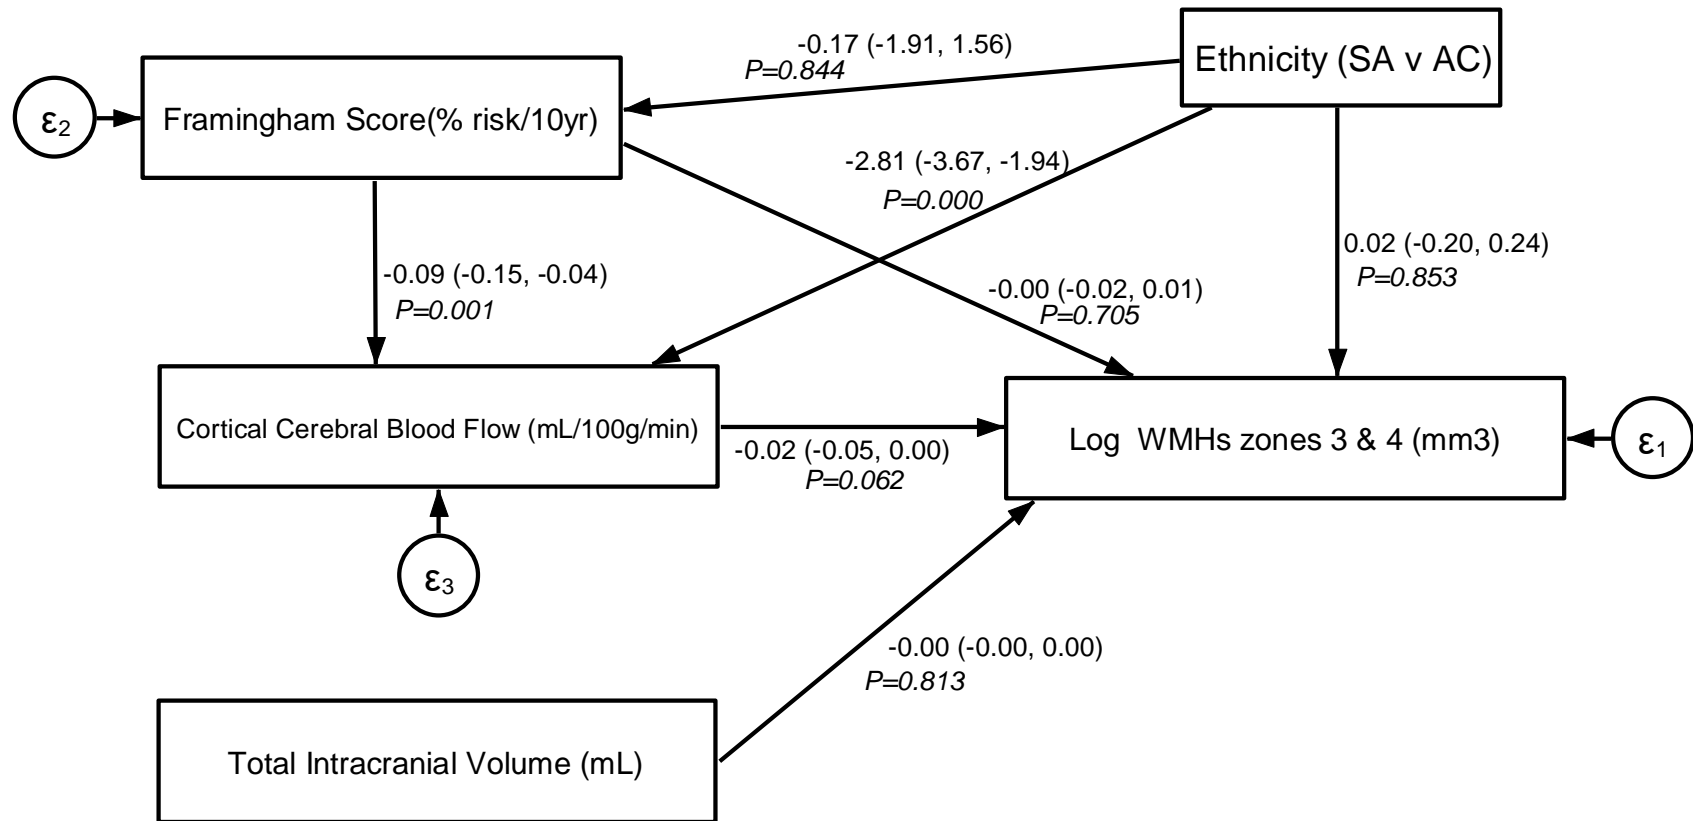 -0.17 (-1.91, 1.56)
P=0.844
Ethnicity (SA v AC)
ε2
Framingham Score(% risk/10yr)
-2.81 (-3.67, -1.94)
P=0.000
0.02 (-0.20, 0.24)
P=0.853
-0.09 (-0.15, -0.04)
P=0.001
-0.00 (-0.02, 0.01)
P=0.705
Cortical Cerebral Blood Flow (mL/100g/min)
-0.02 (-0.05, 0.00)
P=0.062
Log WMHs zones 3 & 4 (mm3)
ε1
ε3
-0.00 (-0.00, 0.00)
P=0.813
Total Intracranial Volume (mL)